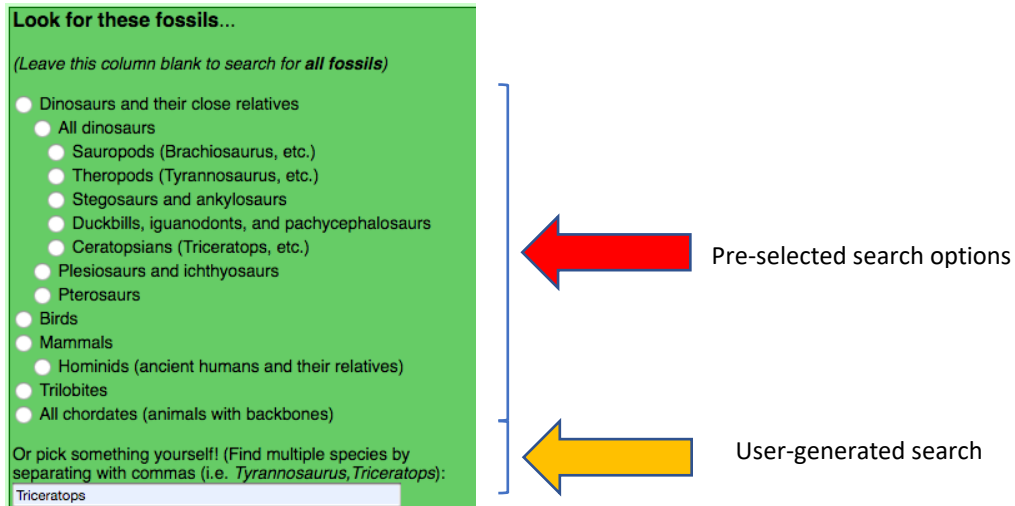 Look for these fossils...
(Leave this column blank to search for all fossils)
Dinosaurs and their close relatives
All dinosaurs
Sauropods (Brachiosaurus, etc.)
Theropods (Tyrannosaurus, etc.)
Stegosaurs and ankylosaurs
Duckbills, iguanodonts, and pachycephalosaurs
Ceratopsians (Triceratops, etc.)
Plesiosaurs and ichthyosaurs
Pterosaurs
Birds
Mammals
Hominids (ancient humans and their relatives)
Trilobites
All chordates (animals with backbones)
Or pick something yourself! (Find multiple species by
separating with commas (i.e. Tyrannosaurus,Triceratops):
Triceratops
Pre-selected search options
User-generated search